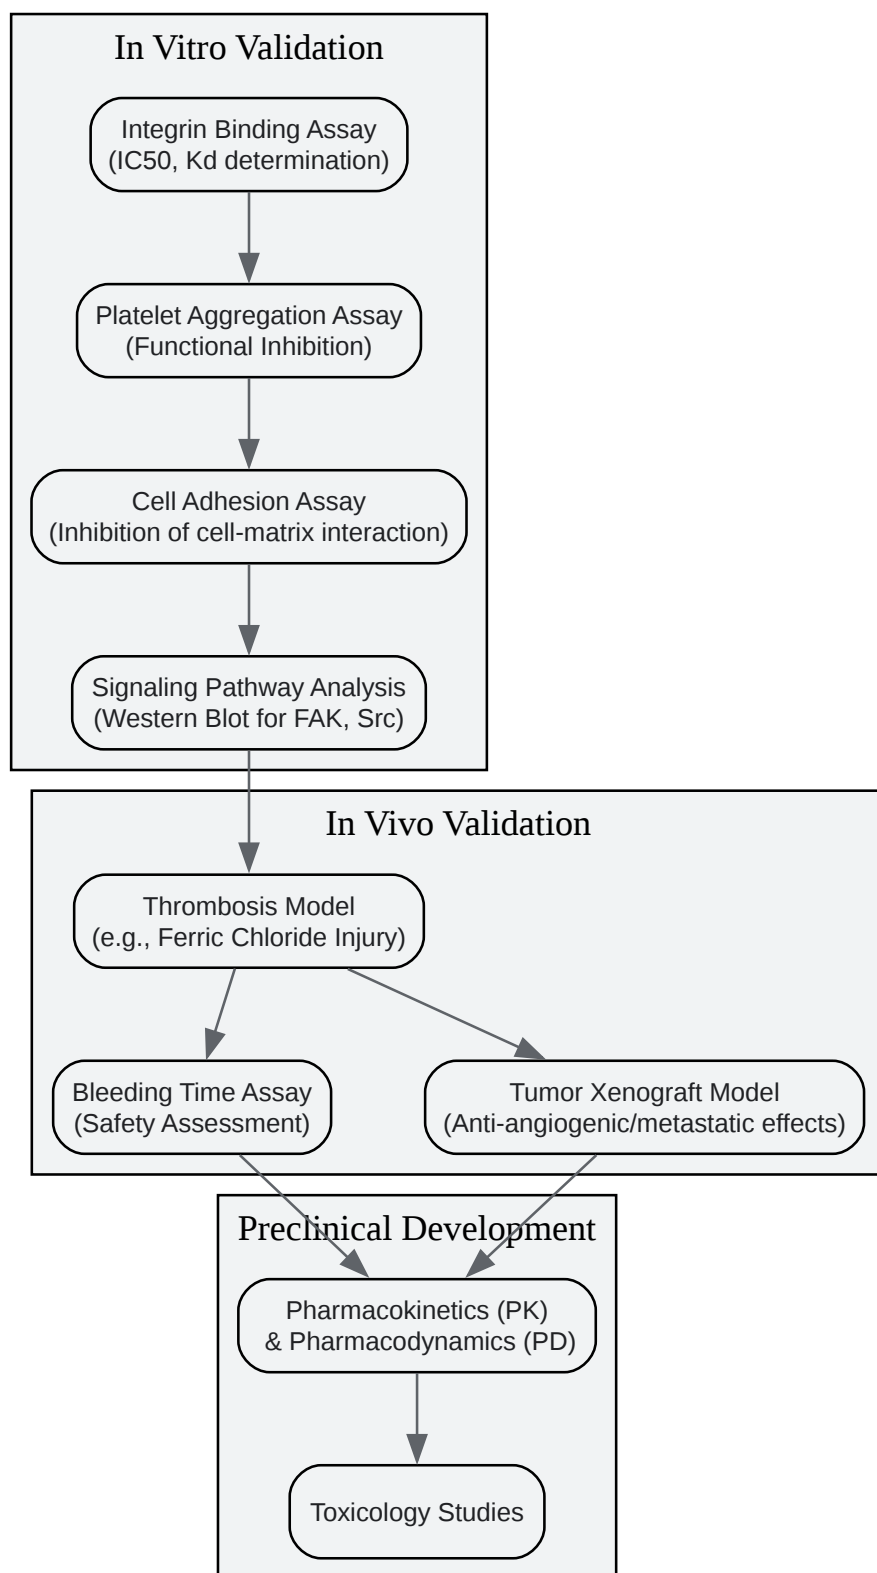 In Vitro Validation
Integrin Binding Assay
(IC50, Kd determination)
Platelet Aggregation Assay
(Functional Inhibition)
Cell Adhesion Assay
(Inhibition of cell-matrix interaction)
Signaling Pathway Analysis
(Western Blot for FAK, Src)
In Vivo Validation
Thrombosis Model
(e.g., Ferric Chloride Injury)
Bleeding Time Assay
(Safety Assessment)
Tumor Xenograft Model
(Anti-angiogenic/metastatic effects)
Preclinical Development
Pharmacokinetics (PK)
& Pharmacodynamics (PD)
Toxicology Studies